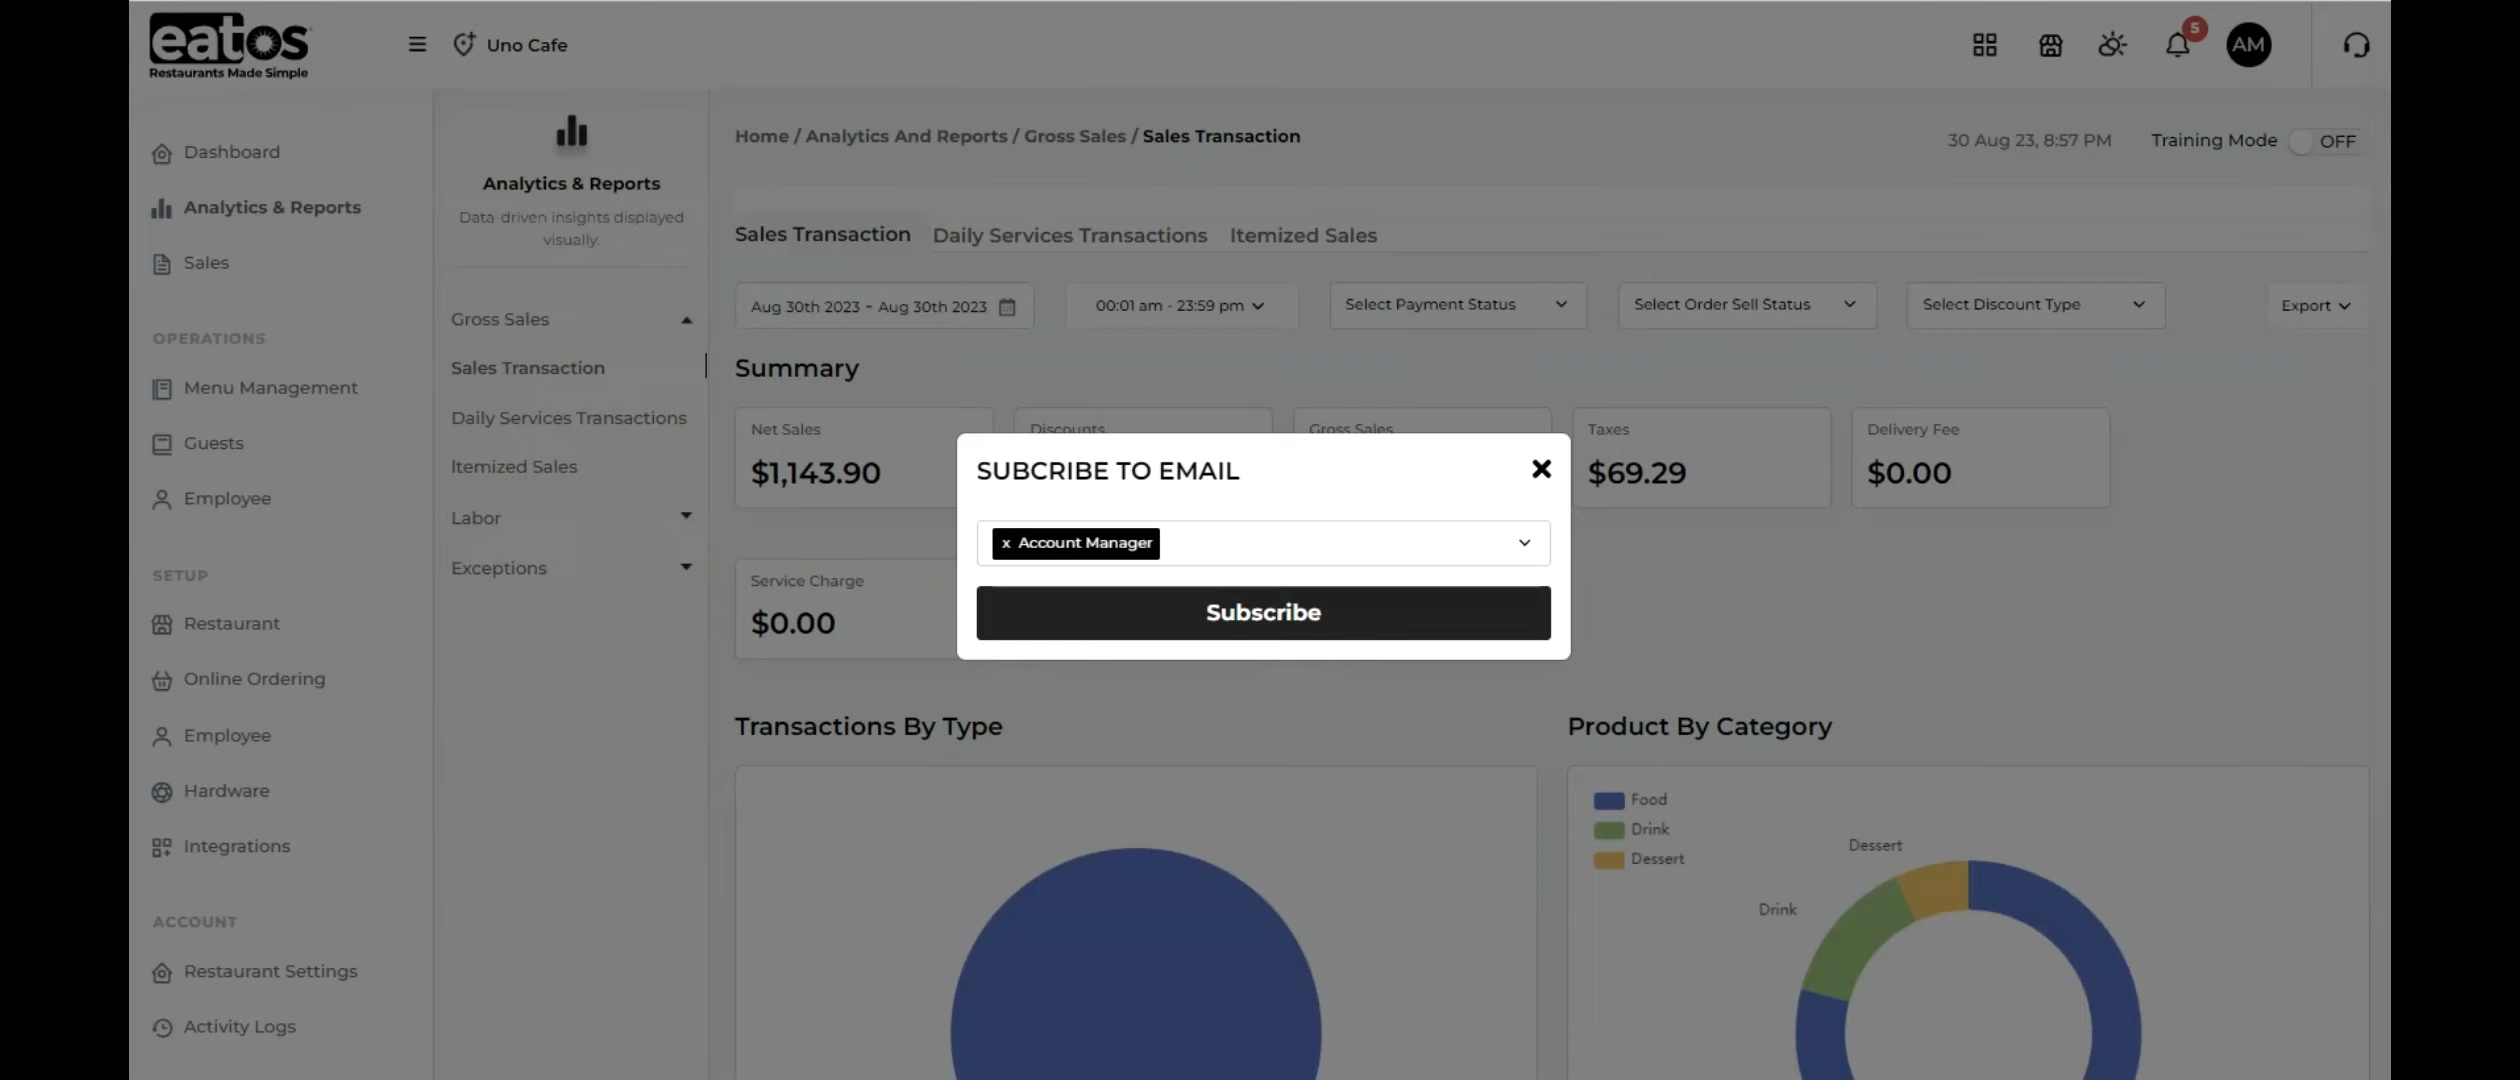 eatos
Restaurants Made Simple
Uno Cafe
5
AM
Dashboard
Analytics & Reports
Sales
OPERATIONS
Menu Management
Guests
Employee
SETUP
Restaurant
Online Ordering
Employee
Hardware
Integrations
ACCOUNT
Restaurant Settings
Activity Logs
Analytics & Reports
Data-driven insights displayed
visually.
Gross Sales
Sales Transaction
Daily Services Transactions
Itemized Sales
Labor
Exceptions
Home / Analytics And Reports / Gross Sales / Sales Transaction
30 Aug 23, 8:57 PM
Training Mode OFF
Sales Transaction Daily Services Transactions Itemized Sales
Aug 30th 2023 - Aug 30th 2023
00:01 am - 23:59 pm
Select Payment Status
Select Order Sell Status
Select Discount Type
Export
Summary
Net Sales
$1,143.90
Discounts
Gross Sales
Taxes
$69.29
Delivery Fee
$0.00
Service Charge
$0.00
SUBCRIBE TO EMAIL
x Account Manager
Subscribe
Transactions By Type
Product By Category
Food
Drink
Dessert
Dessert
Drink